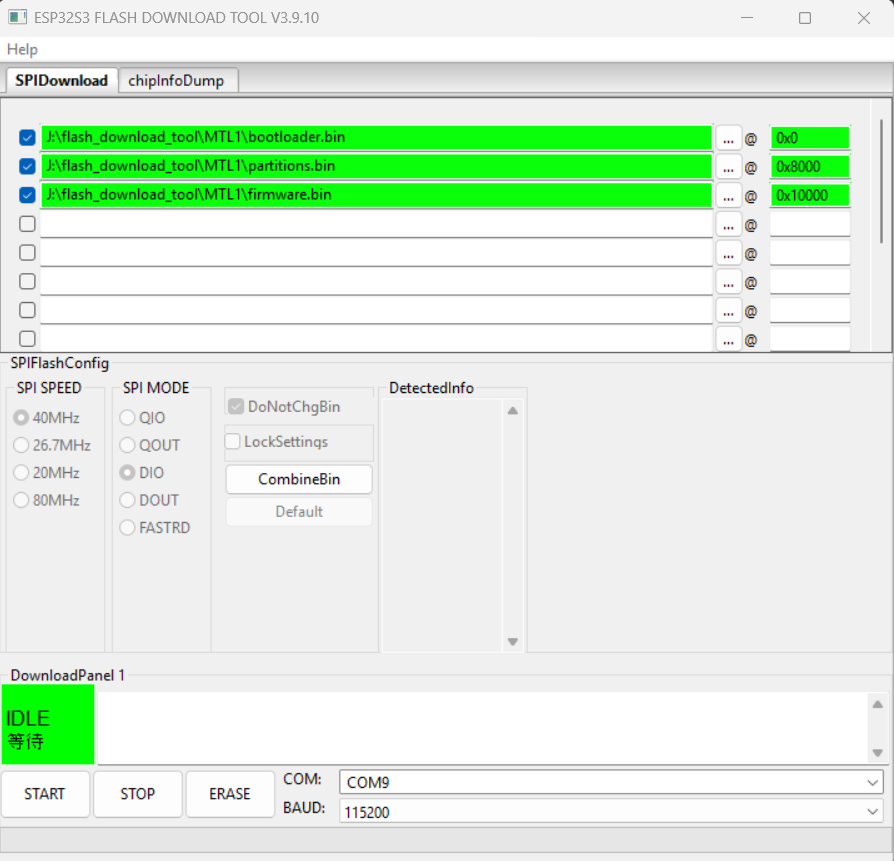 ESP32S3 FLASH DOWNLOAD TOOL V3.9.10
Help
SPIDownload chipInfoDump
J:\flash_download_tool\MTL1\bootloader.bin ... @ 0x0
J:\flash_download_tool\MTL1\partitions.bin ... @ 0x8000
J:\flash_download_tool\MTL1\firmware.bin ... @ 0x10000
... @
... @
... @
... @
... @
SPIFlashConfig
SPI SPEED
40MHz
26.7MHz
20MHz
80MHz
SPI MODE
QIO
QOUT
DIO
DOUT
FASTRD
DoNotChgBin
LockSettings
CombineBin
Default
DetectedInfo
DownloadPanel 1
IDLE
等待
START STOP ERASE
COM: COM9
BAUD: 115200